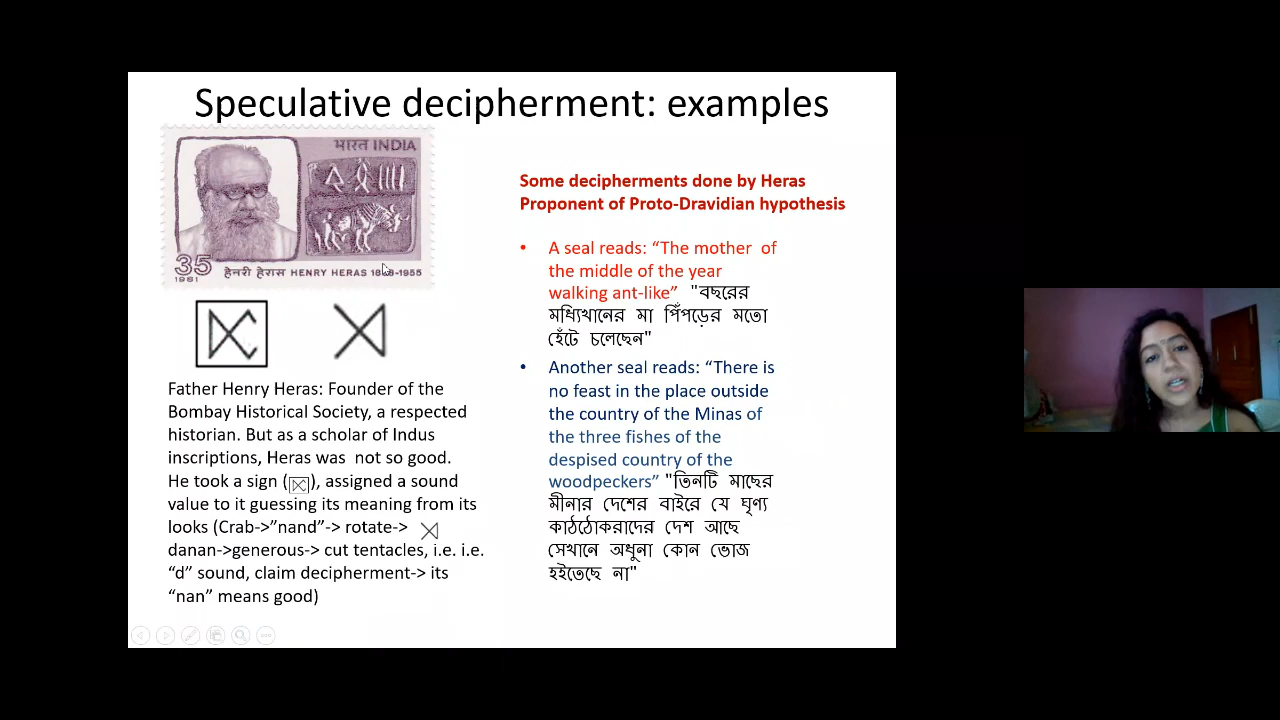 Speculative decipherment: examples
भारत INDIA
35
1981
हेनरी हेरास HENRY HERAS 1888-1955
Father Henry Heras: Founder of the
Bombay Historical Society, a respected
historian. But as a scholar of Indus
inscriptions, Heras was not so good.
He took a sign ( ), assigned a sound
value to it guessing its meaning from its
looks (Crab->”nand”-> rotate->
danan->generous-> cut tentacles, i.e. i.e.
“d” sound, claim decipherment-> its
“nan” means good)
Some decipherments done by Heras
Proponent of Proto-Dravidian hypothesis
• A seal reads: “The mother of
the middle of the year
walking ant-like” "বছরের
মধ্যিখানের মা পিঁপড়ের মতো
হেঁটে চলেছেন"
• Another seal reads: “There is
no feast in the place outside
the country of the Minas of
the three fishes of the
despised country of the
woodpeckers” "তিনটি মাছের
মীনার দেশের বাইরে যে ঘৃণ্য
কাঠঠোকরাদের দেশ আছে
সেখানে অধুনা কোন ভোজ
হইতেছে না"